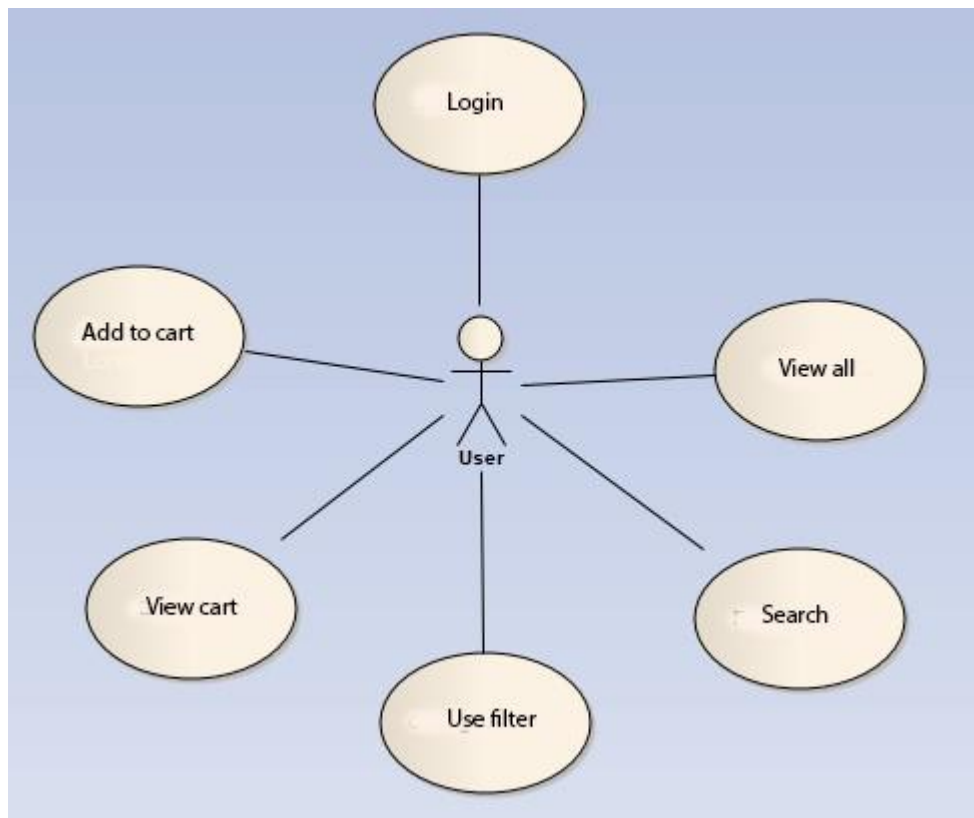 Login
Add to cart
View all
User
View cart
Search
Use filter